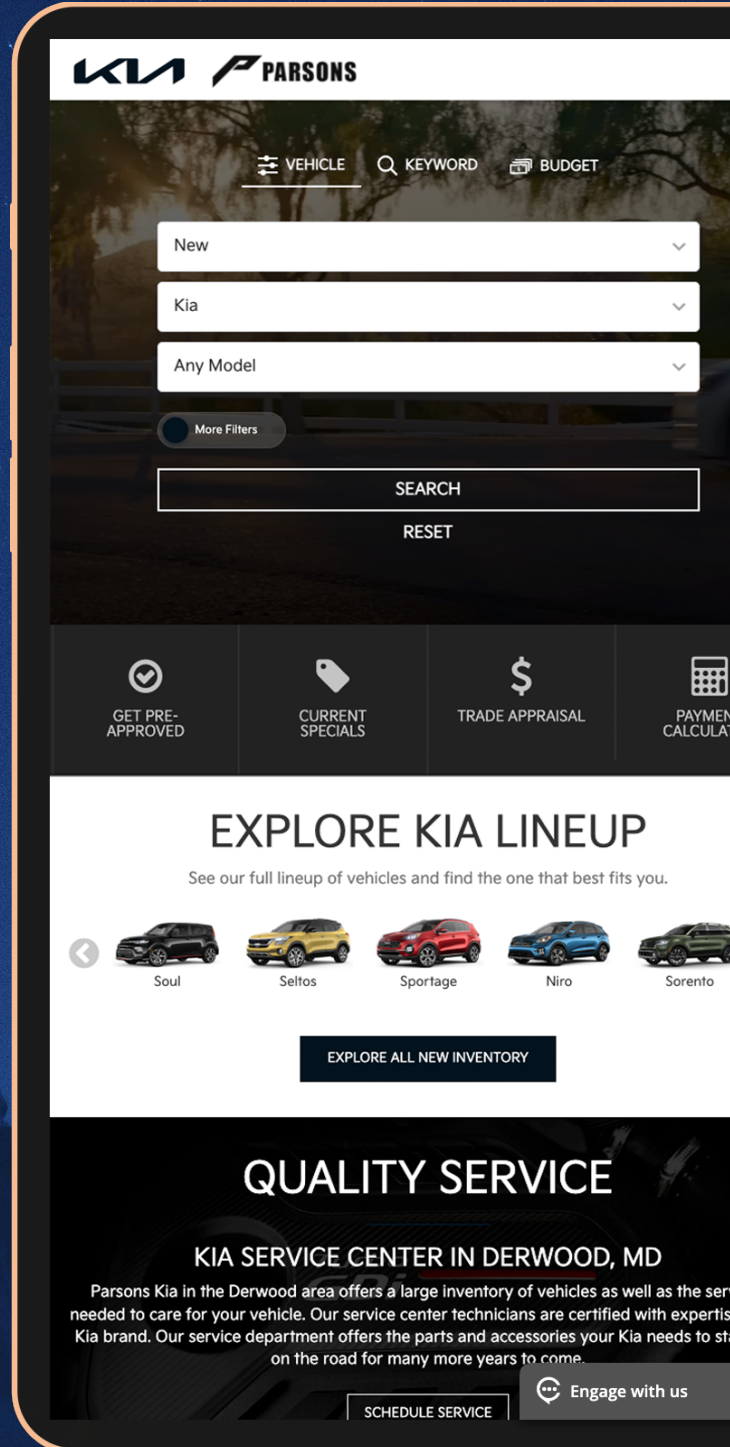 KIA PARSONS
VEHICLE KEYWORD BUDGET
New
Kia
Any Model
More Filters
SEARCH
RESET
GET PRE-
APPROVED
CURRENT
SPECIALS
TRADE APPRAISAL
EXPLORE KIA LINEUP
See our full lineup of vehicles and find the one that best fits you.
Soul Seltos Sportage Niro Sorento
EXPLORE ALL NEW INVENTORY
QUALITY SERVICE
KIA SERVICE CENTER IN DERWOOD, MD
Parsons Kia in the Derwood area offers a large inventory of vehicles as well as the
needed to care for your vehicle. Our service center technicians are certified with
Kia brand. Our service department offers the parts and accessories your Kia needs to
on the road for many more years to come.
Engage with us
SCHEDULE SERVICE